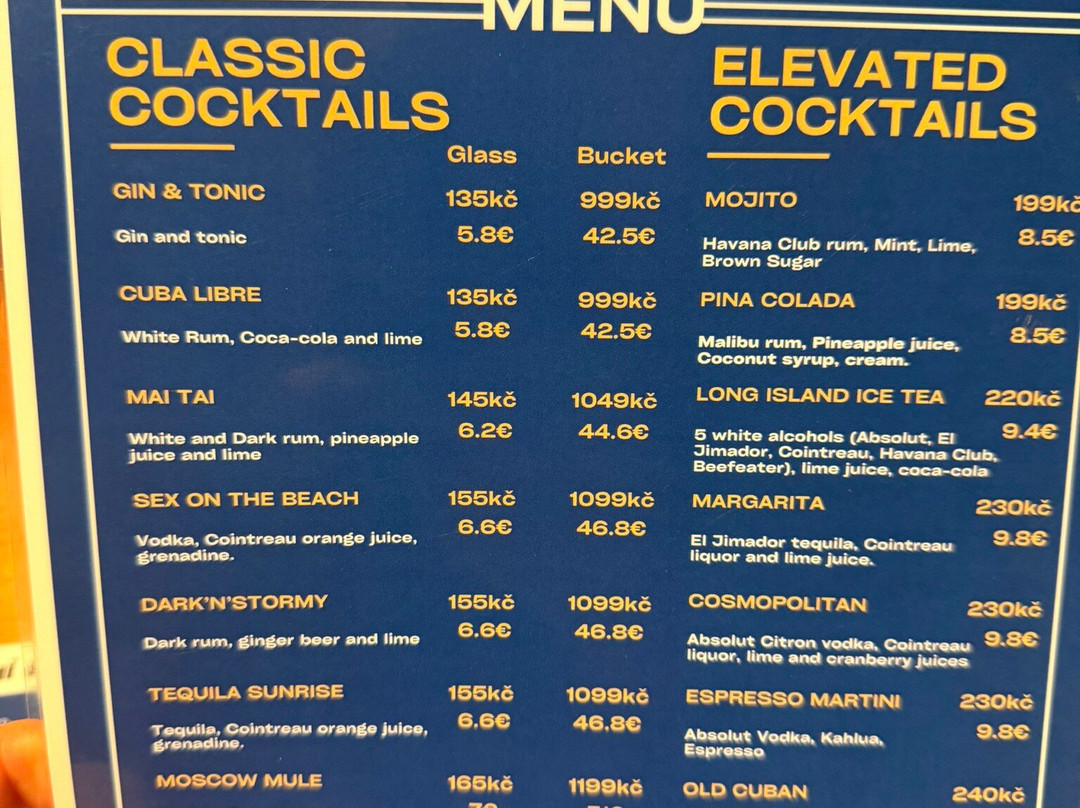 MENU
CLASSIC
COCKTAILS
Glass Bucket
GIN & TONIC 135kč 999kč
Gin and tonic 5.8€ 42.5€
CUBA LIBRE 135kč 999kč
White Rum, Coca-cola and lime 5.8€ 42.5€
MAI TAI 145kč 1049kč
White and Dark rum, pineapple 6.2€ 44.6€
juice and lime
SEX ON THE BEACH 155kč 1099kč
Vodka, Cointreau orange juice, 6.6€ 46.8€
grenadine.
DARK'N'STORMY 155kč 1099kč
Dark rum, ginger beer and lime 6.6€ 46.8€
TEQUILA SUNRISE 155kč 1099kč
Tequila, Cointreau orange juice, 6.6€ 46.8€
grenadine.
MOSCOW MULE 165kč 1199kč
ELEVATED
COCKTAILS
MOJITO 199kč
Havana Club rum, Mint, Lime, 8.5€
Brown Sugar
PINA COLADA 199kč
Malibu rum, Pineapple juice, 8.5€
Coconut syrup, cream.
LONG ISLAND ICE TEA 220kč
5 white alcohols (Absolut, El 9.4€
Jimador, Cointreau, Havana Club,
Beefeater), lime juice, coca-cola
MARGARITA 230kč
El Jimador tequila, Cointreau 9.8€
liquor and lime juice.
COSMOPOLITAN 230kč
Absolut Citron vodka, Cointreau 9.8€
liquor, lime and cranberry juices
ESPRESSO MARTINI 230kč
Absolut Vodka, Kahlua, 9.8€
Espresso
OLD CUBAN 240kč